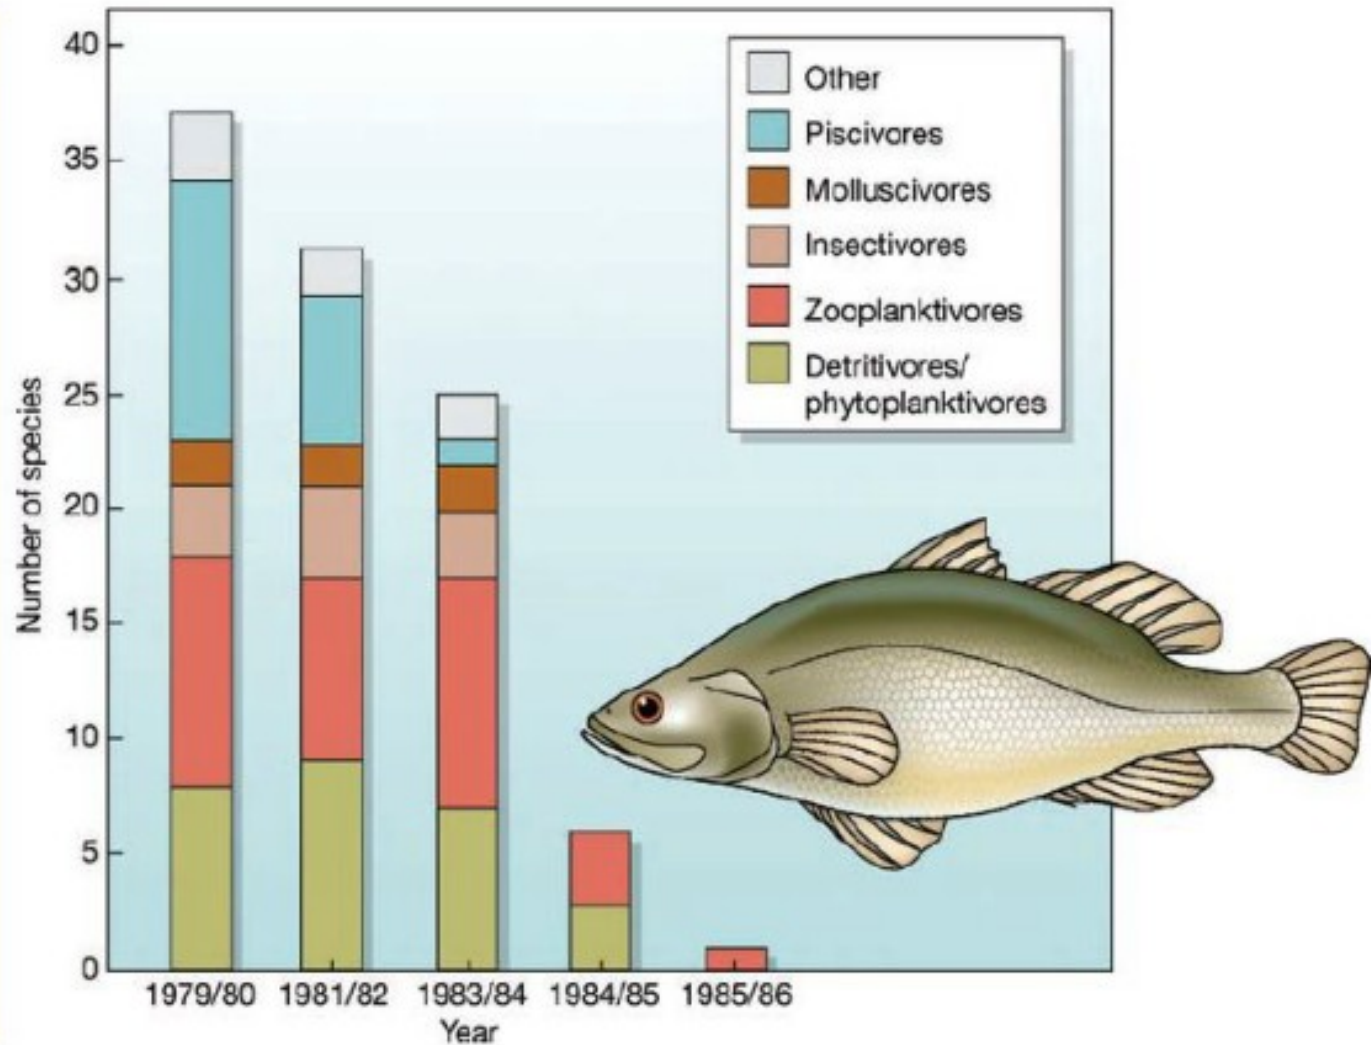 40
35
30
25
20
15
10
5
0
Number of species
1979/80 1981/82 1983/84 1984/85 1985/86
Year
Other
Piscivores
Molluscivores
Insectivores
Zooplanktivores
Detritivores/
phytoplanktivores